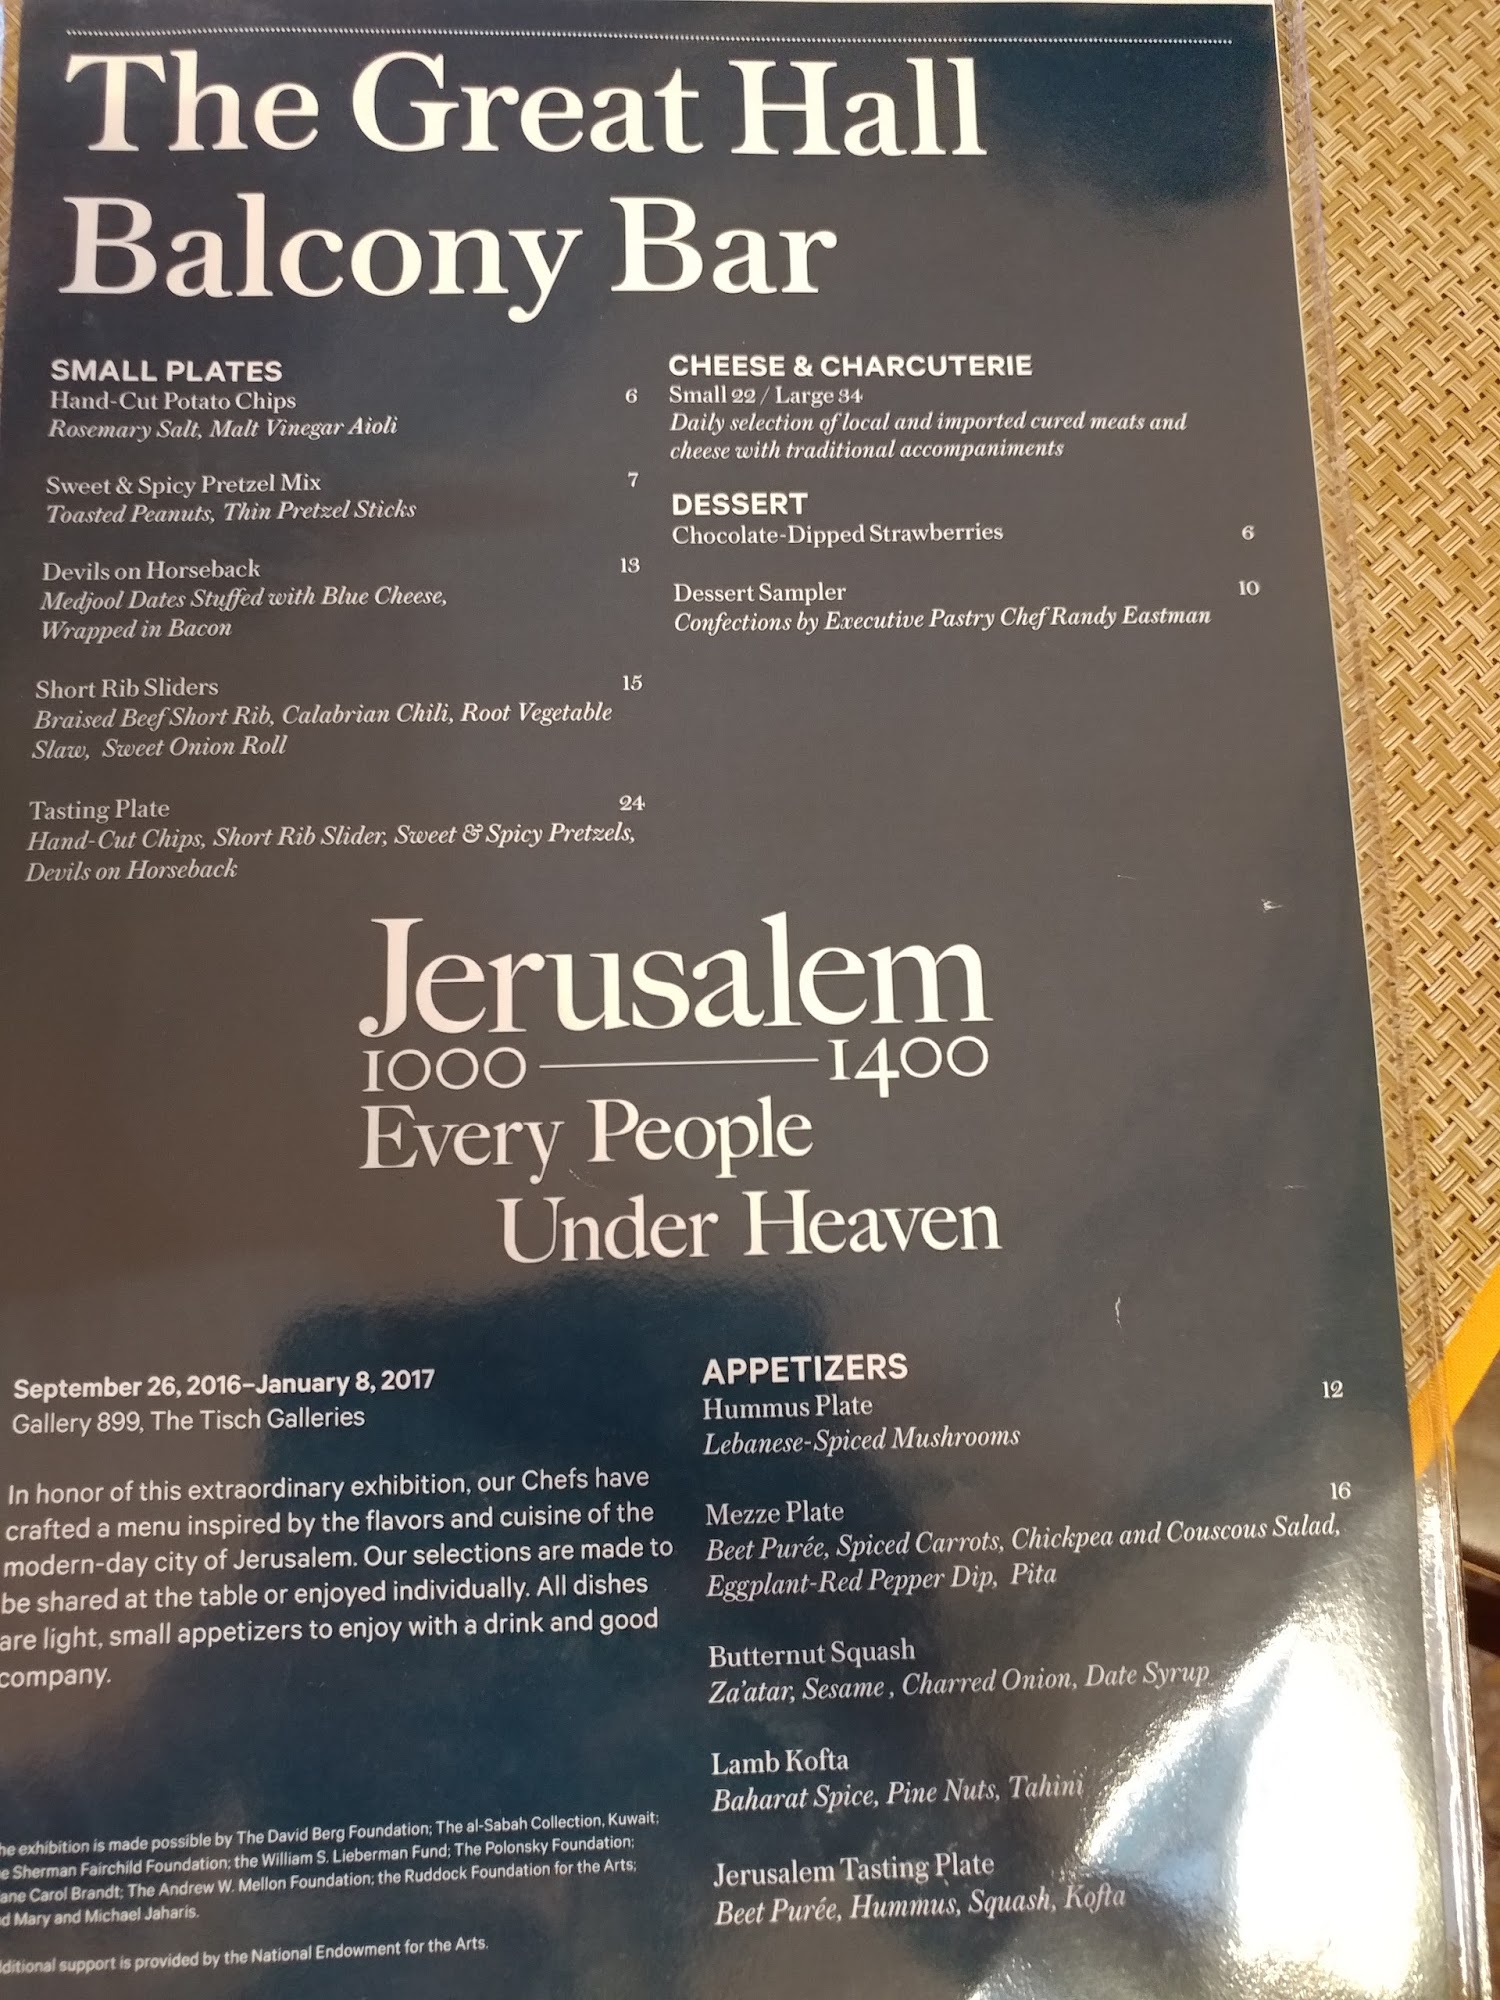 The Great Hall
Balcony Bar
SMALL PLATES
Hand-Cut Potato Chips 6
Rosemary Salt, Malt Vinegar Aioli
Sweet & Spicy Pretzel Mix 7
Toasted Peanuts, Thin Pretzel Sticks
Devils on Horseback 13
Medjool Dates Stuffed with Blue Cheese,
Wrapped in Bacon
Short Rib Sliders 15
Braised Beef Short Rib, Calabrian Chili, Root Vegetable
Slaw, Sweet Onion Roll
Tasting Plate 24
Hand-Cut Chips, Short Rib Slider, Sweet & Spicy Pretzels,
Devils on Horseback
CHEESE & CHARCUTERIE
Small 22 / Large 34
Daily selection of local and imported cured meats and
cheese with traditional accompaniments
DESSERT
Chocolate-Dipped Strawberries 6
Dessert Sampler 10
Confections by Executive Pastry Chef Randy Eastman
Jerusalem
1000 — 1400
Every People
Under Heaven
September 26, 2016–January 8, 2017
Gallery 899, The Tisch Galleries
In honor of this extraordinary exhibition, our Chefs have
crafted a menu inspired by the flavors and cuisine of the
modern-day city of Jerusalem. Our selections are made to
be shared at the table or enjoyed individually. All dishes
are light, small appetizers to enjoy with a drink and good
company.
he exhibition is made possible by The David Berg Foundation; The al-Sabah Collection, Kuwait;
e Sherman Fairchild Foundation; the William S. Lieberman Fund; The Polonsky Foundation;
ane Carol Brandt; The Andrew W. Mellon Foundation; the Ruddock Foundation for the Arts;
d Mary and Michael Jaharis.
ditional support is provided by the National Endowment for the Arts.
APPETIZERS
Hummus Plate 12
Lebanese-Spiced Mushrooms
Mezze Plate 16
Beet Purée, Spiced Carrots, Chickpea and Couscous Salad,
Eggplant-Red Pepper Dip, Pita
Butternut Squash
Za'atar, Sesame, Charred Onion, Date Syrup
Lamb Kofta
Baharat Spice, Pine Nuts, Tahini
Jerusalem Tasting Plate
Beet Purée, Hummus, Squash, Kofta